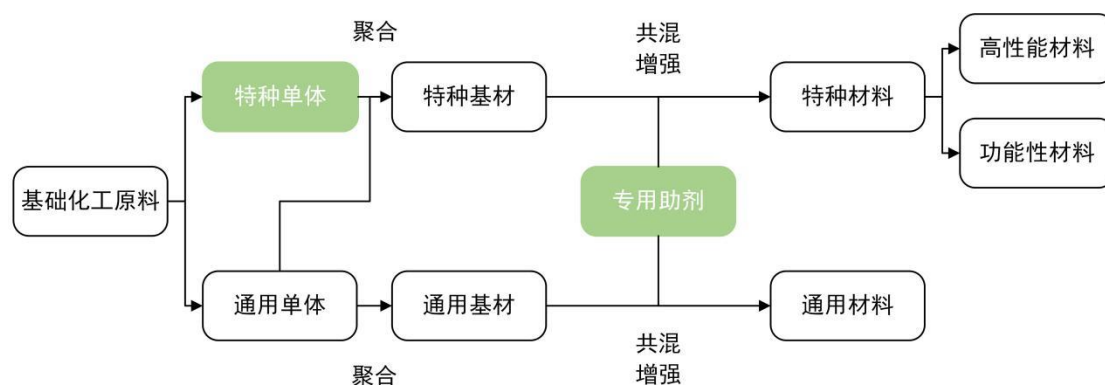 聚合
共混
增强
高性能材料
特种单体
特种基材
特种材料
功能性材料
基础化工原料
专用助剂
通用单体
通用基材
通用材料
聚合
共混
增强